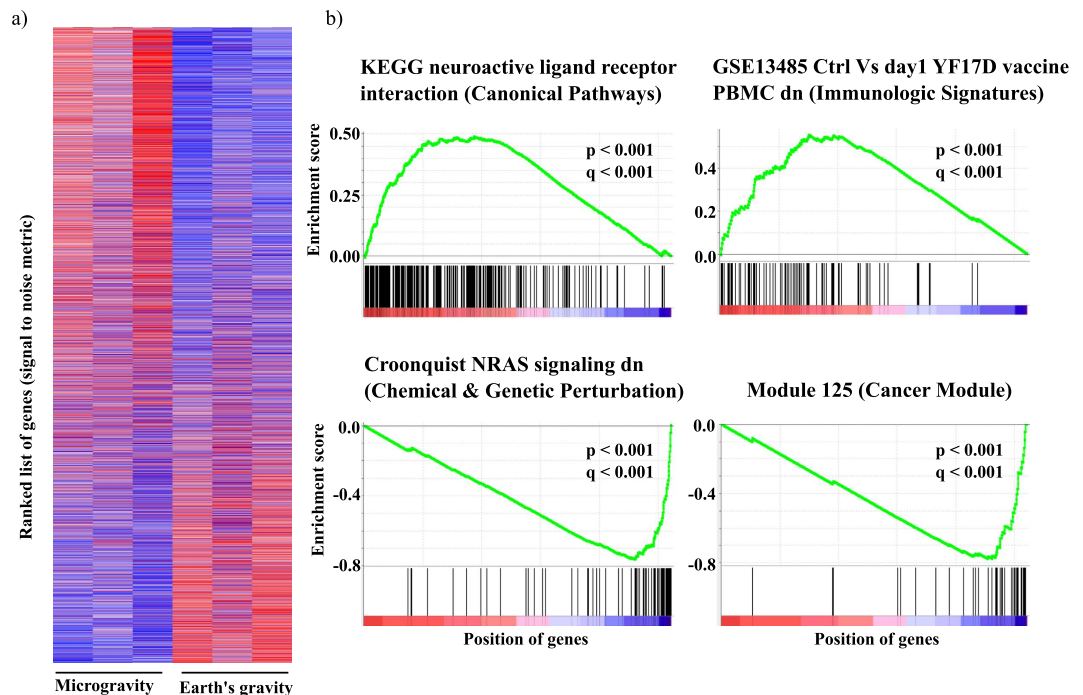 a)
Ranked list of genes (signal to noise metric)
Microgravity
Earth's gravity
b)
KEGG neuroactive ligand receptor
interaction (Canonical Pathways)
Enrichment score
0.50
0.25
0.00
p < 0.001
q < 0.001
GSE13485 Ctrl Vs day1 YF17D vaccine
PBMC dn (Immunologic Signatures)
0.4
0.2
0.0
p < 0.001
q < 0.001
Croonquist NRAS signaling dn
(Chemical & Genetic Perturbation)
Enrichment score
0.0
-0.4
-0.8
p < 0.001
q < 0.001
Position of genes
Module 125 (Cancer Module)
0.0
-0.4
-0.8
p < 0.001
q < 0.001
Position of genes